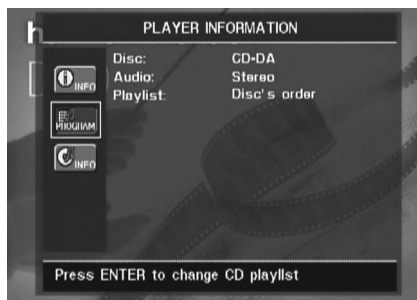 h
PLAYER INFORMATION
Disc: CD-DA
Audio: Stereo
Playlist: Disc's order
INFO
PROGRAM
INFO
Press ENTER to change CD playlist